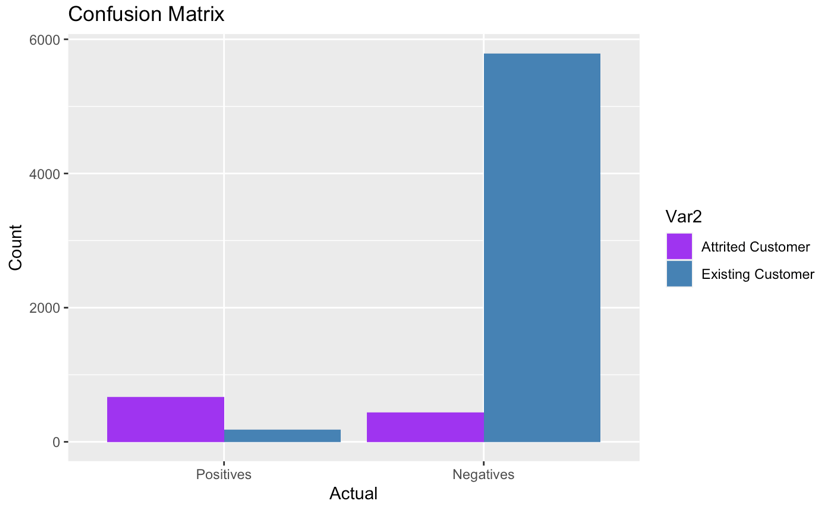 Confusion Matrix
6000
4000
2000
0
Count
Positives
Negatives
Actual
Var2
Attrited Customer
Existing Customer